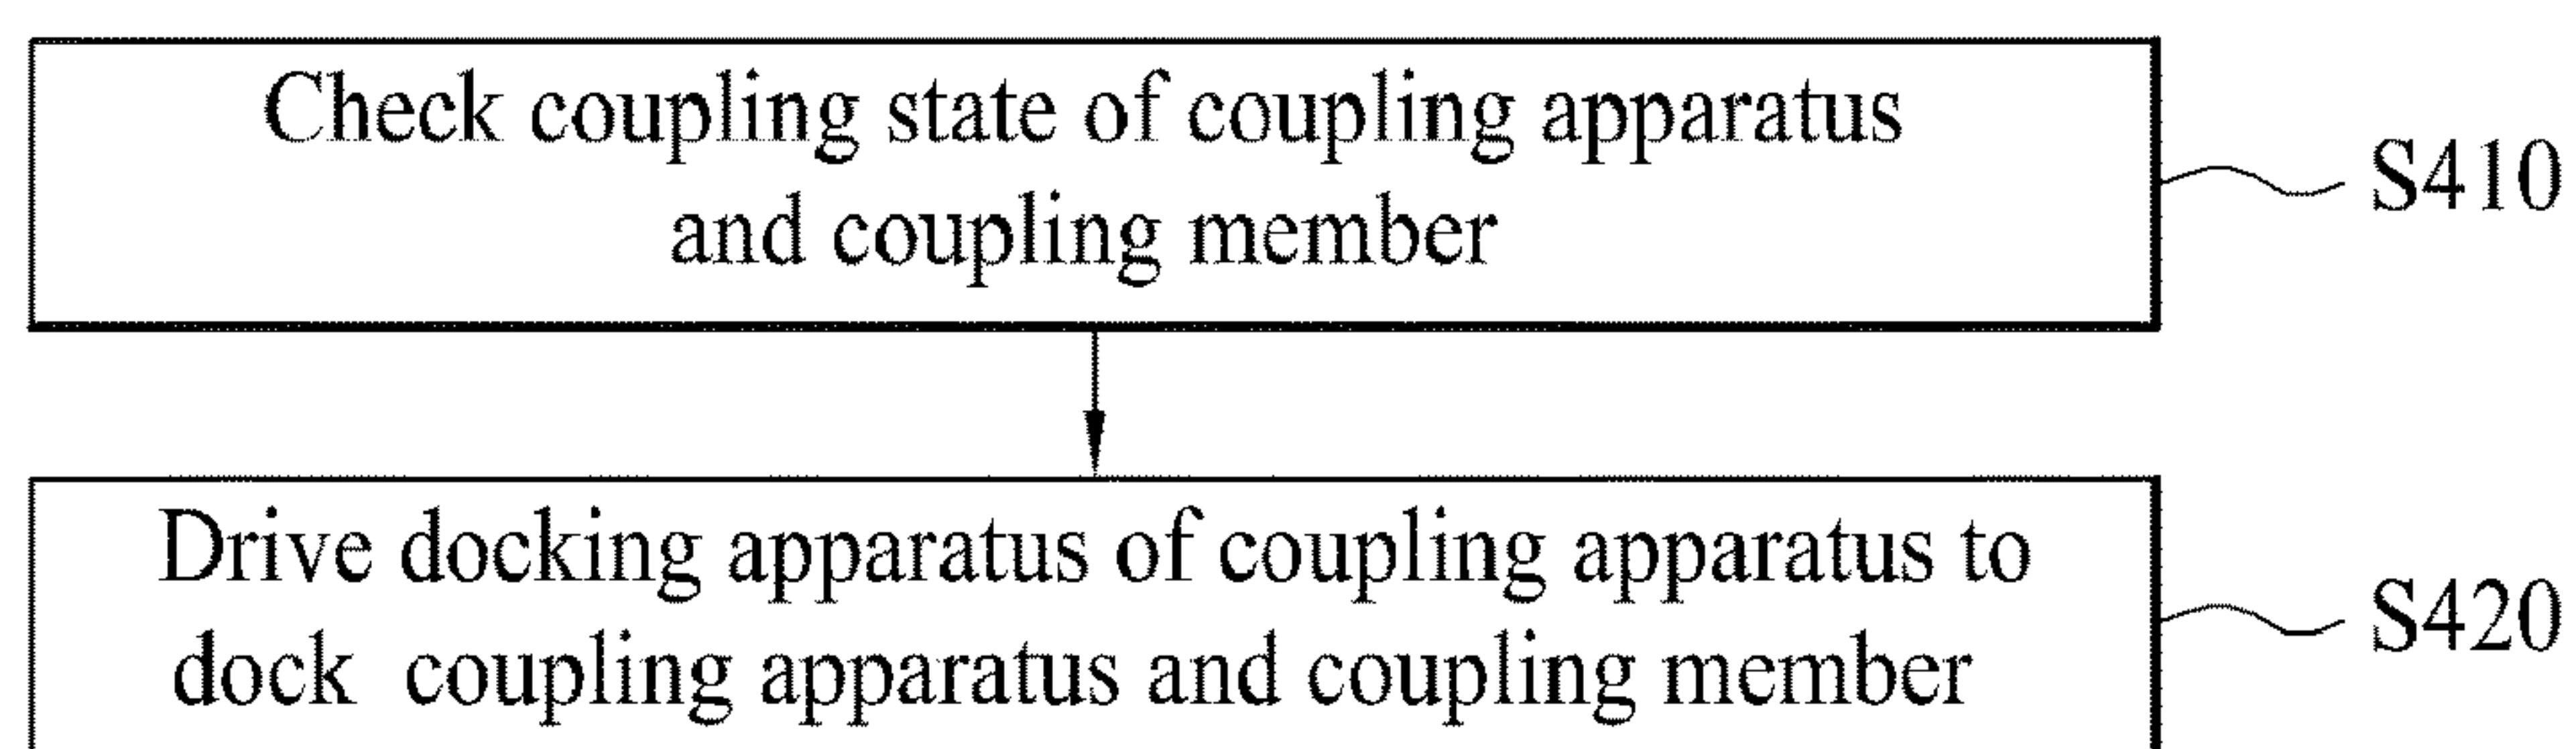 Check coupling state of coupling apparatus
and coupling member
S410
Drive docking apparatus of coupling apparatus to
dock coupling apparatus and coupling member
S420